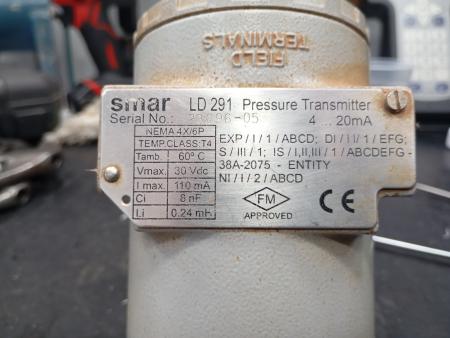 FIELD
TERMINALS
smar LD 291 Pressure Transmitter
Serial No.: -05 4 ... 20mA
NEMA 4X/6P
TEMP.CLASS:T4
Tamb. 60º C
Vmax. 30 Vdc
I max. 110 mA
Ci 8 nF
Li 0.24 mH
EXP / I / 1 / ABCD; DI / II / 1 / EFG;
S / III / 1; IS / I,II,III / 1 / ABCDEFG -
38A-2075 - ENTITY
NI / I / 2 / ABCD
FM
APPROVED
CE